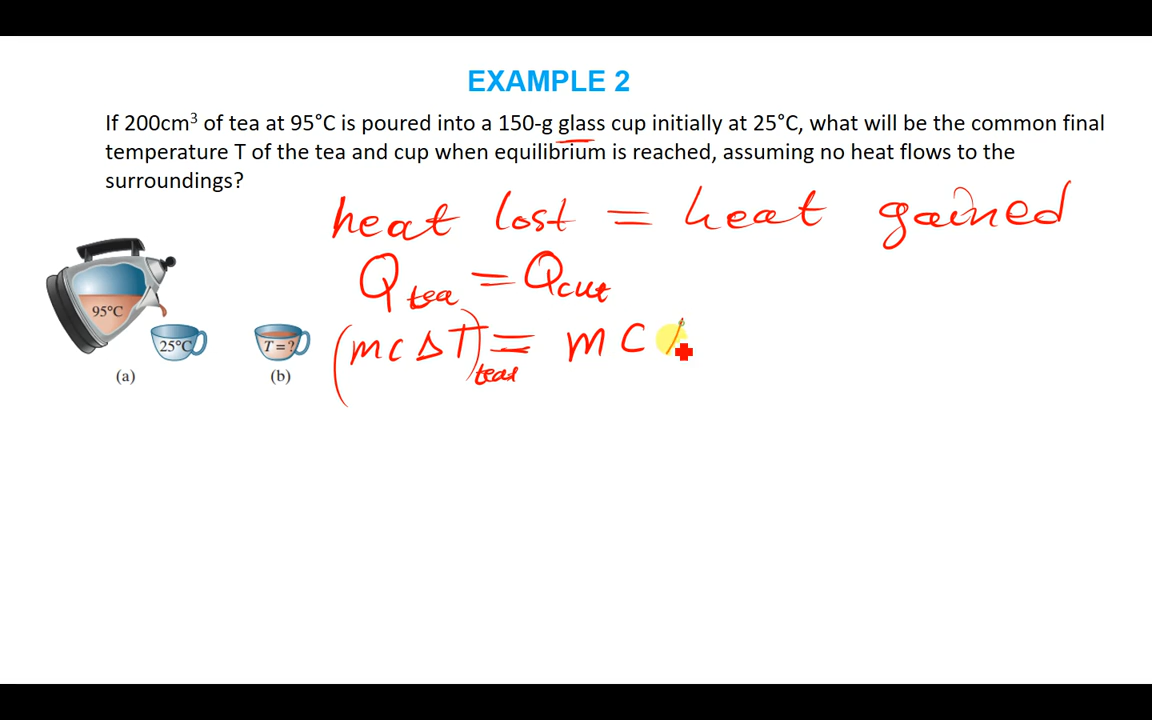 EXAMPLE 2
If 200cm³ of tea at 95°C is poured into a 150-g glass cup initially at 25°C, what will be the common final
temperature T of the tea and cup when equilibrium is reached, assuming no heat flows to the
surroundings?
heat lost = heat gained
Q tea = Q cut
(mcΔT)tea = m c
95°C
25°C
T = ?
(a)
(b)